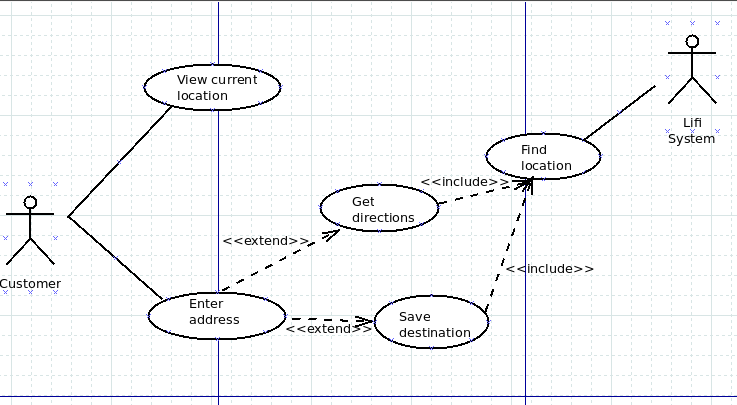 View current
location
Lifi
System
Find
location
<<include>>
Get
directions
<<extend>>
<<include>>
Customer
Enter
address
Save
destination
<<extend>>